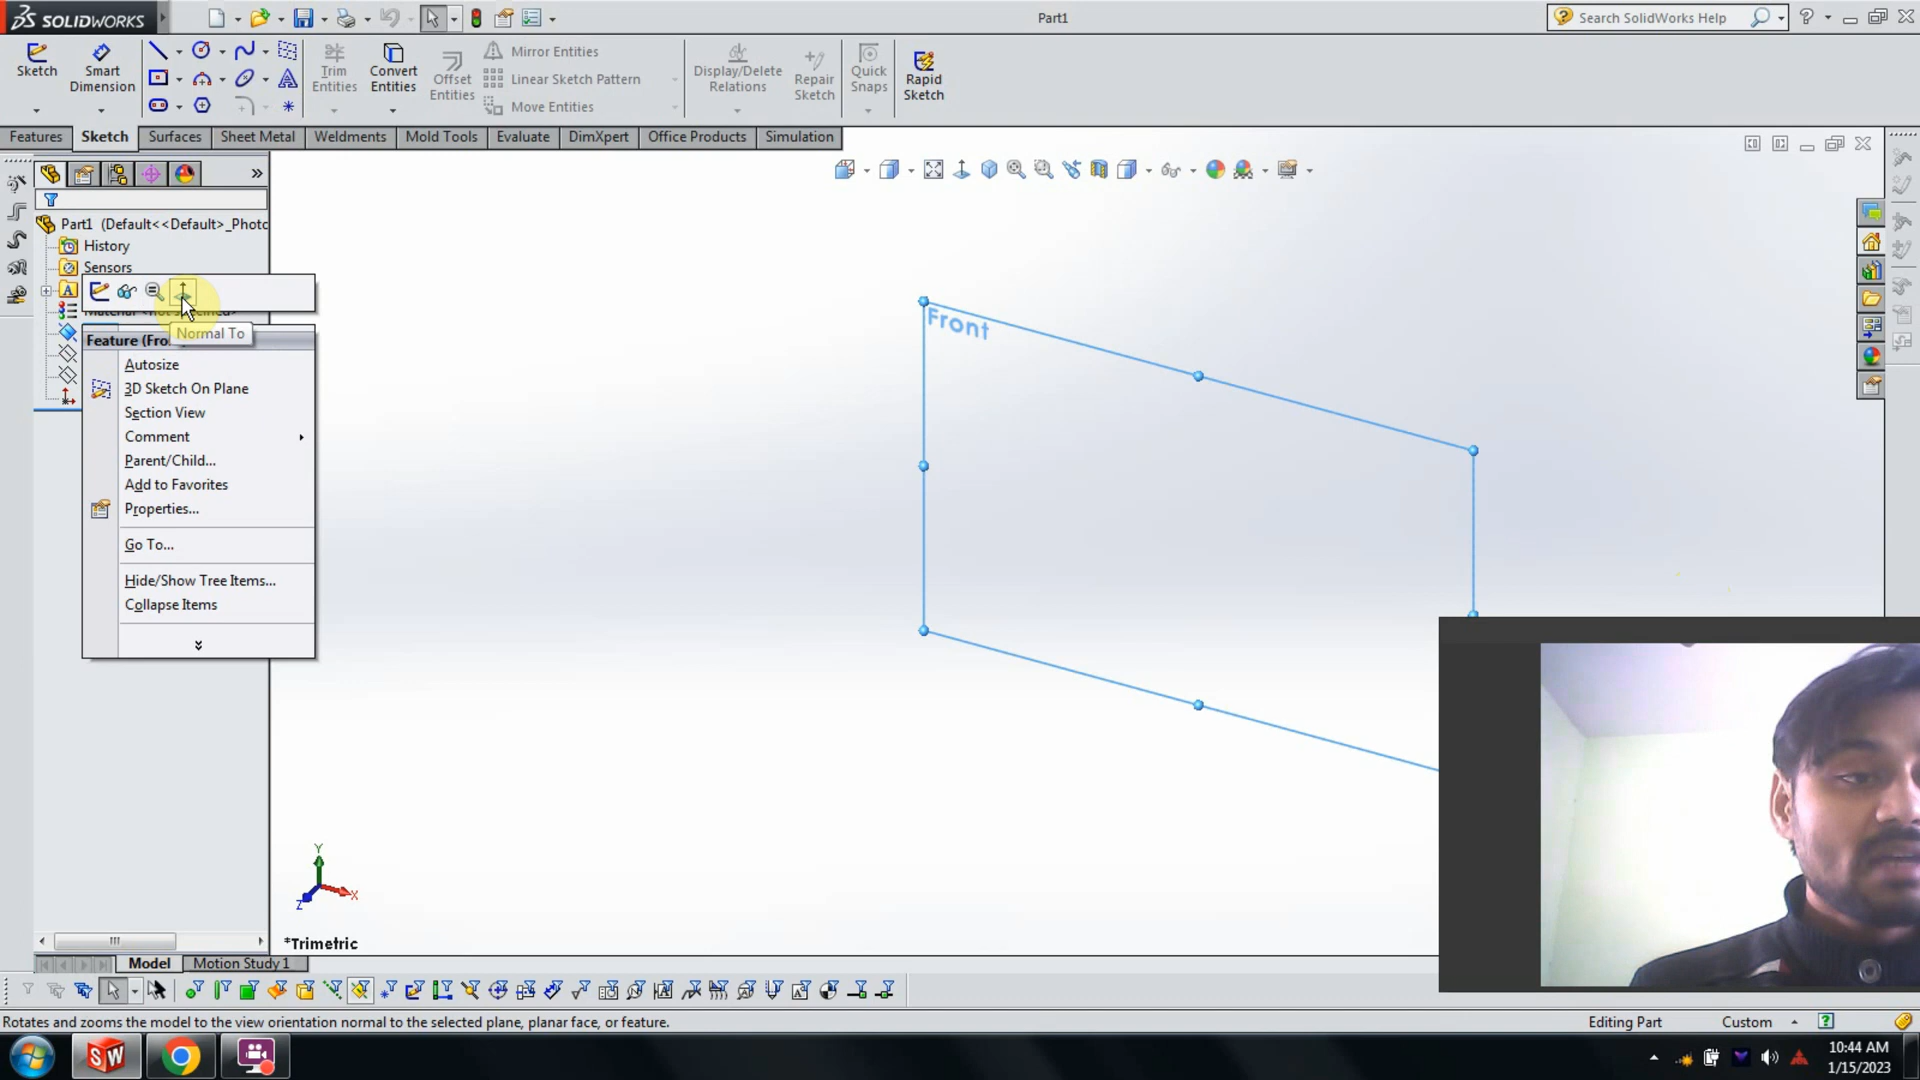 SOLIDWORKS
Part1
Search SolidWorks Help
Sketch
Smart Dimension
Trim Entities
Convert Entities
Offset Entities
Mirror Entities
Linear Sketch Pattern
Move Entities
Display/Delete Relations
Repair Sketch
Quick Snaps
Rapid Sketch
Features
Sketch
Surfaces
Sheet Metal
Weldments
Mold Tools
Evaluate
DimXpert
Office Products
Simulation
Part1 (Default<<Default>_Photo
History
Sensors
Normal To
Feature (Fro
Autosize
3D Sketch On Plane
Section View
Comment
Parent/Child...
Add to Favorites
Properties...
Go To...
Hide/Show Tree Items...
Collapse Items
Front
Y
X
Z
*Trimetric
Model
Motion Study 1
Rotates and zooms the model to the view orientation normal to the selected plane, planar face, or feature.
Editing Part
Custom
10:44 AM
1/15/2023